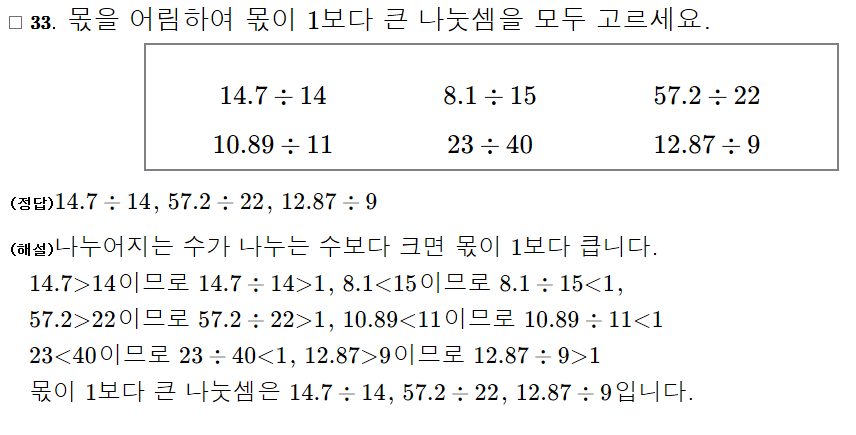 □ 33. 몫을 어림하여 몫이 1보다 큰 나눗셈을 모두 고르세요.
14.7÷14 8.1÷15 57.2÷22
10.89÷11 23÷40 12.87÷9
(정답)14.7÷14, 57.2÷22, 12.87÷9
(해설)나누어지는 수가 나누는 수보다 크면 몫이 1보다 큽니다.
14.7>14이므로 14.7÷14>1, 8.1<15이므로 8.1÷15<1,
57.2>22이므로 57.2÷22>1, 10.89<11이므로 10.89÷11<1
23<40이므로 23÷40<1, 12.87>9이므로 12.87÷9>1
몫이 1보다 큰 나눗셈은 14.7÷14, 57.2÷22, 12.87÷9입니다.